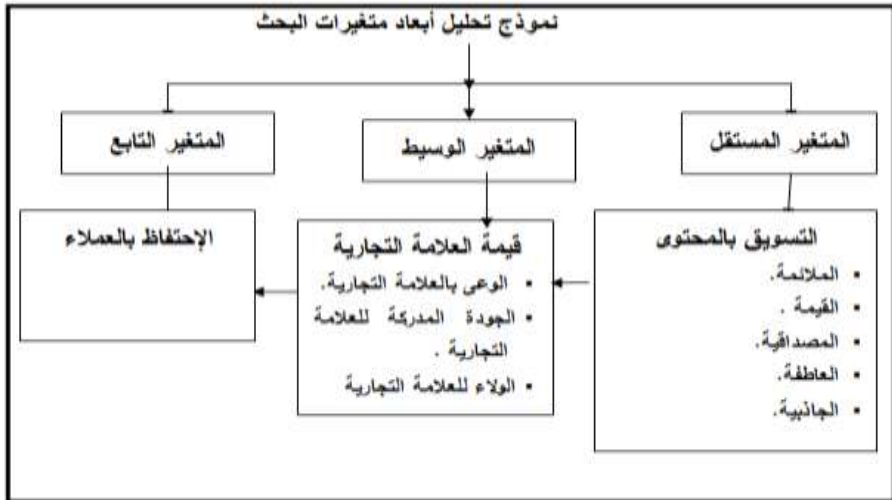 نموذج تحليل أبعاد متغيرات البحث
المتغير المستقل
المتغير الوسيط
المتغير التابع
التسويق بالمحتوى
▪ الملائمة.
▪ القيمة .
▪ المصداقية.
▪ العاطفة.
▪ الجاذبية.
قيمة العلامة التجارية
▪ الوعى بالعلامة التجارية.
▪ الجودة المدركة للعلامة
التجارية .
▪ الولاء للعلامة التجارية
الإحتفاظ بالعملاء